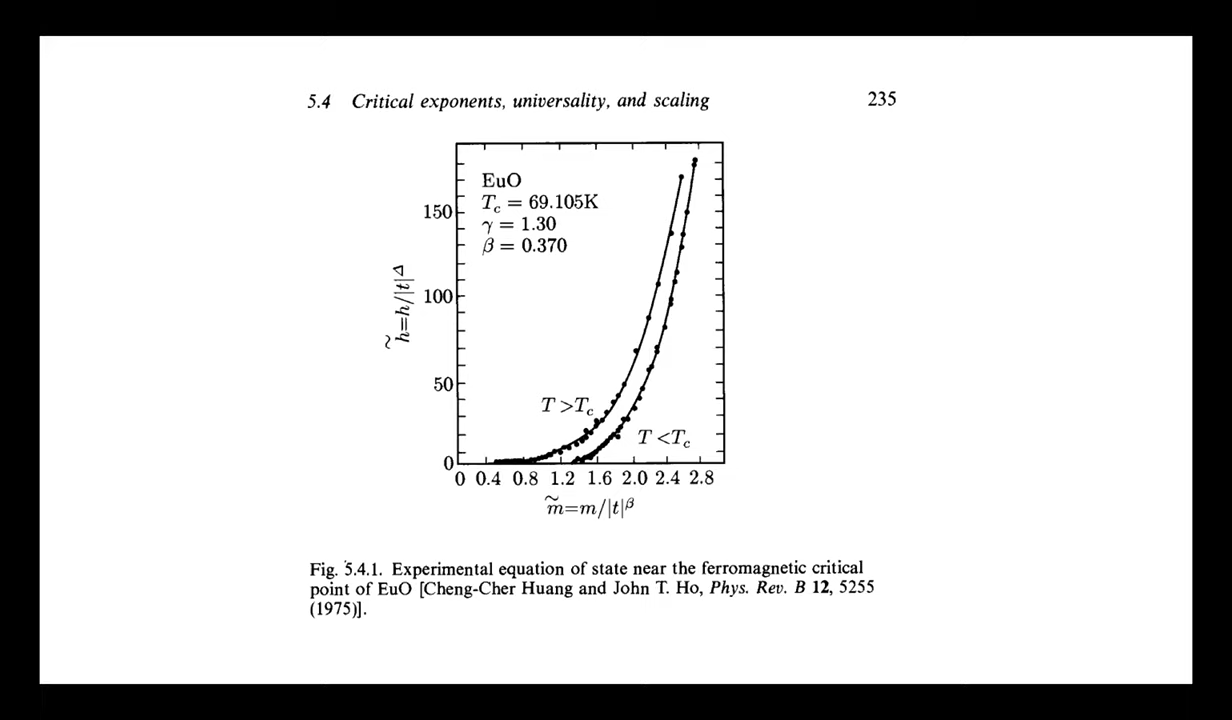 5.4 Critical exponents, universality, and scaling 235
EuO
T_c = 69.105K
γ = 1.30
β = 0.370
150
100
50
0
h̃=h/|t|^Δ
T>T_c
T<T_c
0 0.4 0.8 1.2 1.6 2.0 2.4 2.8
m̃=m/|t|^β
Fig. 5.4.1. Experimental equation of state near the ferromagnetic critical
point of EuO [Cheng-Cher Huang and John T. Ho, Phys. Rev. B 12, 5255
(1975)].